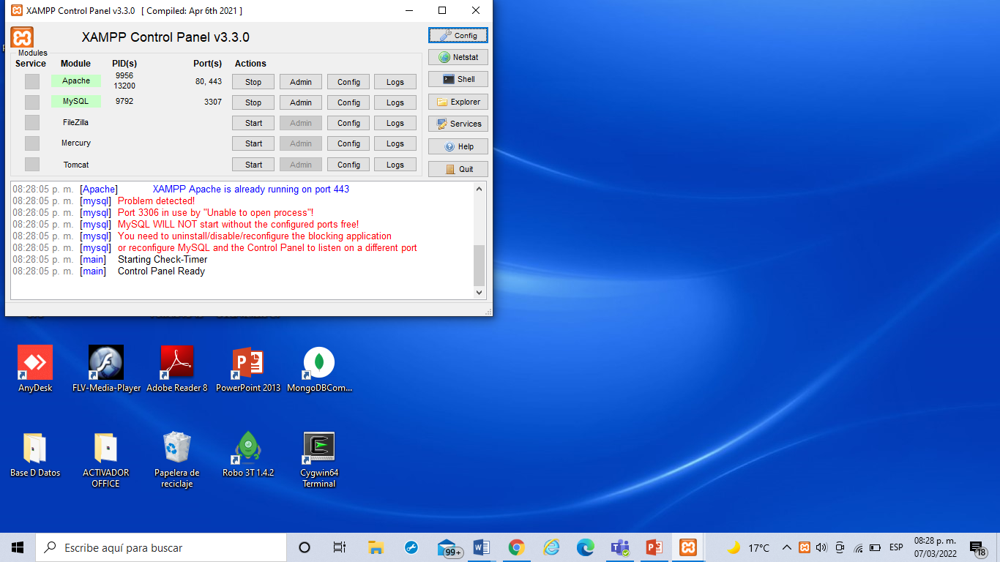 XAMPP Control Panel v3.3.0 [ Compiled: Apr 6th 2021 ]
XAMPP Control Panel v3.3.0
Config
Modules
Service Module PID(s) Port(s) Actions
Netstat
Apache 9956 13200 80, 443 Stop Admin Config Logs
Shell
MySQL 9792 3307 Stop Admin Config Logs
Explorer
FileZilla Start Admin Config Logs
Services
Mercury Start Admin Config Logs
Help
Tomcat Start Admin Config Logs
Quit
08:28:05 p. m. [Apache] XAMPP Apache is already running on port 443
08:28:05 p. m. [mysql] Problem detected!
08:28:05 p. m. [mysql] Port 3306 in use by "Unable to open process"!
08:28:05 p. m. [mysql] MySQL WILL NOT start without the configured ports free!
08:28:05 p. m. [mysql] You need to uninstall/disable/reconfigure the blocking application
08:28:05 p. m. [mysql] or reconfigure MySQL and the Control Panel to listen on a different port
08:28:05 p. m. [main] Starting Check-Timer
08:28:05 p. m. [main] Control Panel Ready
AnyDesk
FLV-Media-Player
Adobe Reader 8
PowerPoint 2013
MongoDBCom...
Base D Datos
ACTIVADOR
OFFICE
Papelera de
reciclaje
Robo 3T 1.4.2
Cygwin64
Terminal
Escribe aquí para buscar
99+
17°C
ESP
08:28 p. m.
07/03/2022
18